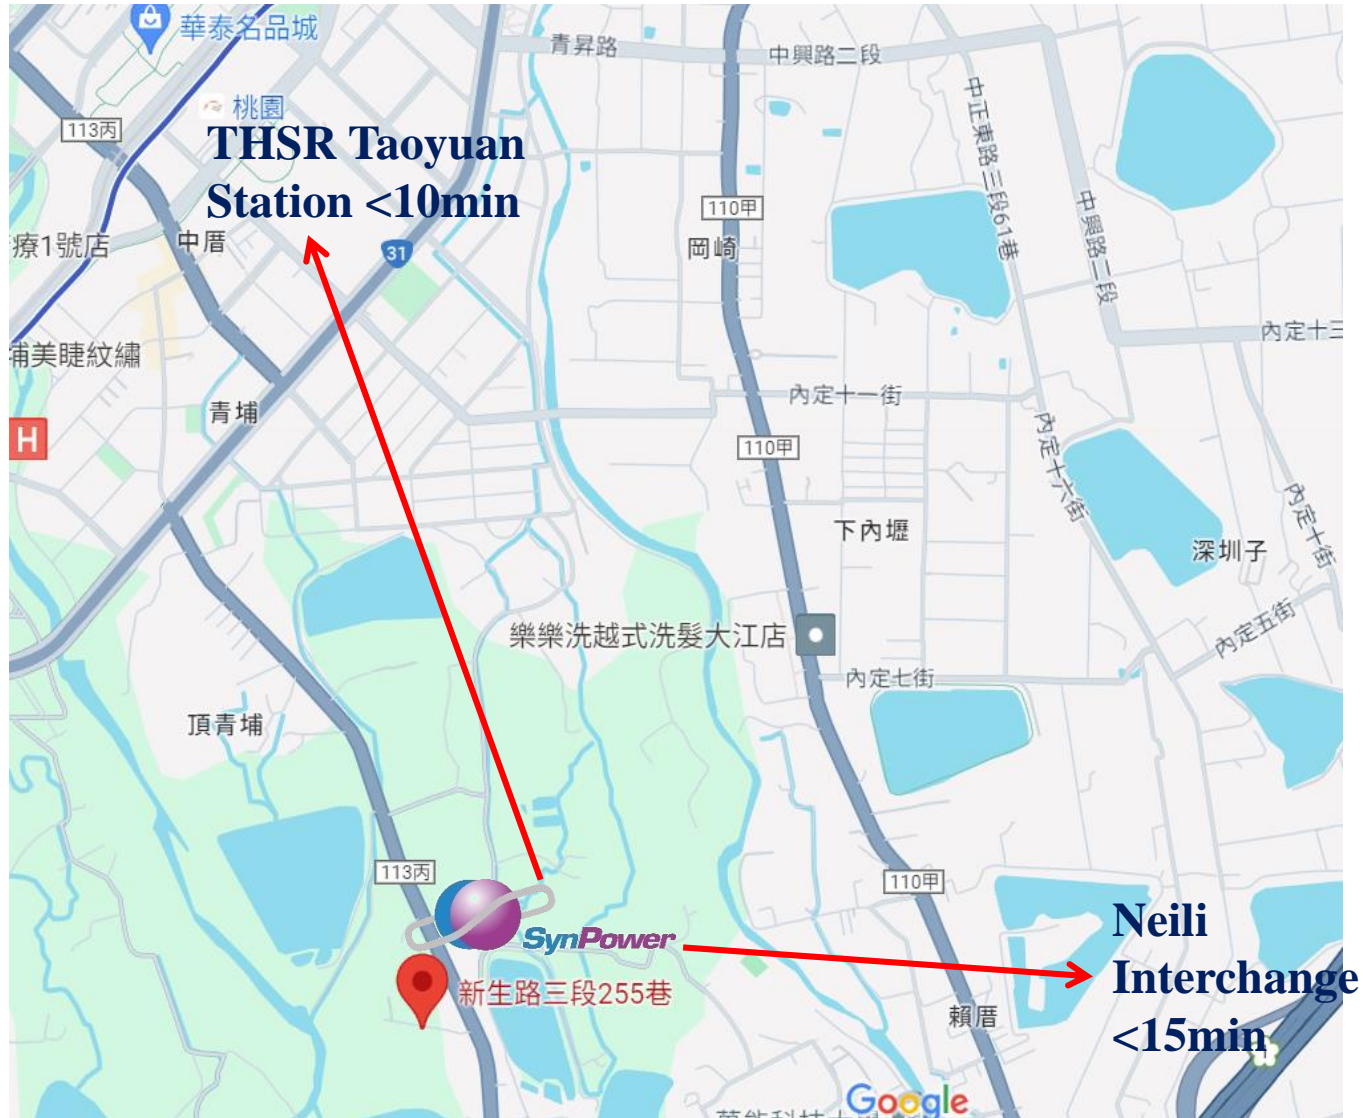 華泰名品城
青昇路
中興路二段
桃園
113丙
THSR Taoyuan
Station <10min
中正東路三段61巷
110甲
中興路二段
療1號店
中厝
31
岡崎
內定十三
埔美睫紋繡
內定十一街
青埔
H
110甲
內定十六街
內定十街
下內壢
深圳子
內定五街
樂樂洗越式洗髮大江店
內定七街
頂青埔
113丙
110甲
SynPower
Neili
Interchange
<15min
新生路三段255巷
賴厝
1
Google